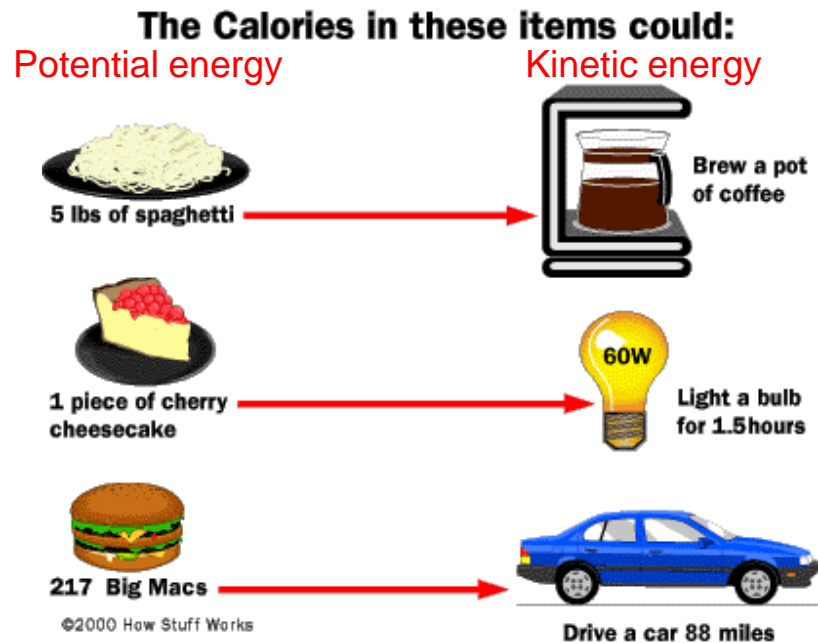 The Calories in these items could:
Potential energy
Kinetic energy
5 lbs of spaghetti
Brew a pot
of coffee
1 piece of cherry
cheesecake
60W
Light a bulb
for 1.5hours
217 Big Macs
Drive a car 88 miles
©2000 How Stuff Works